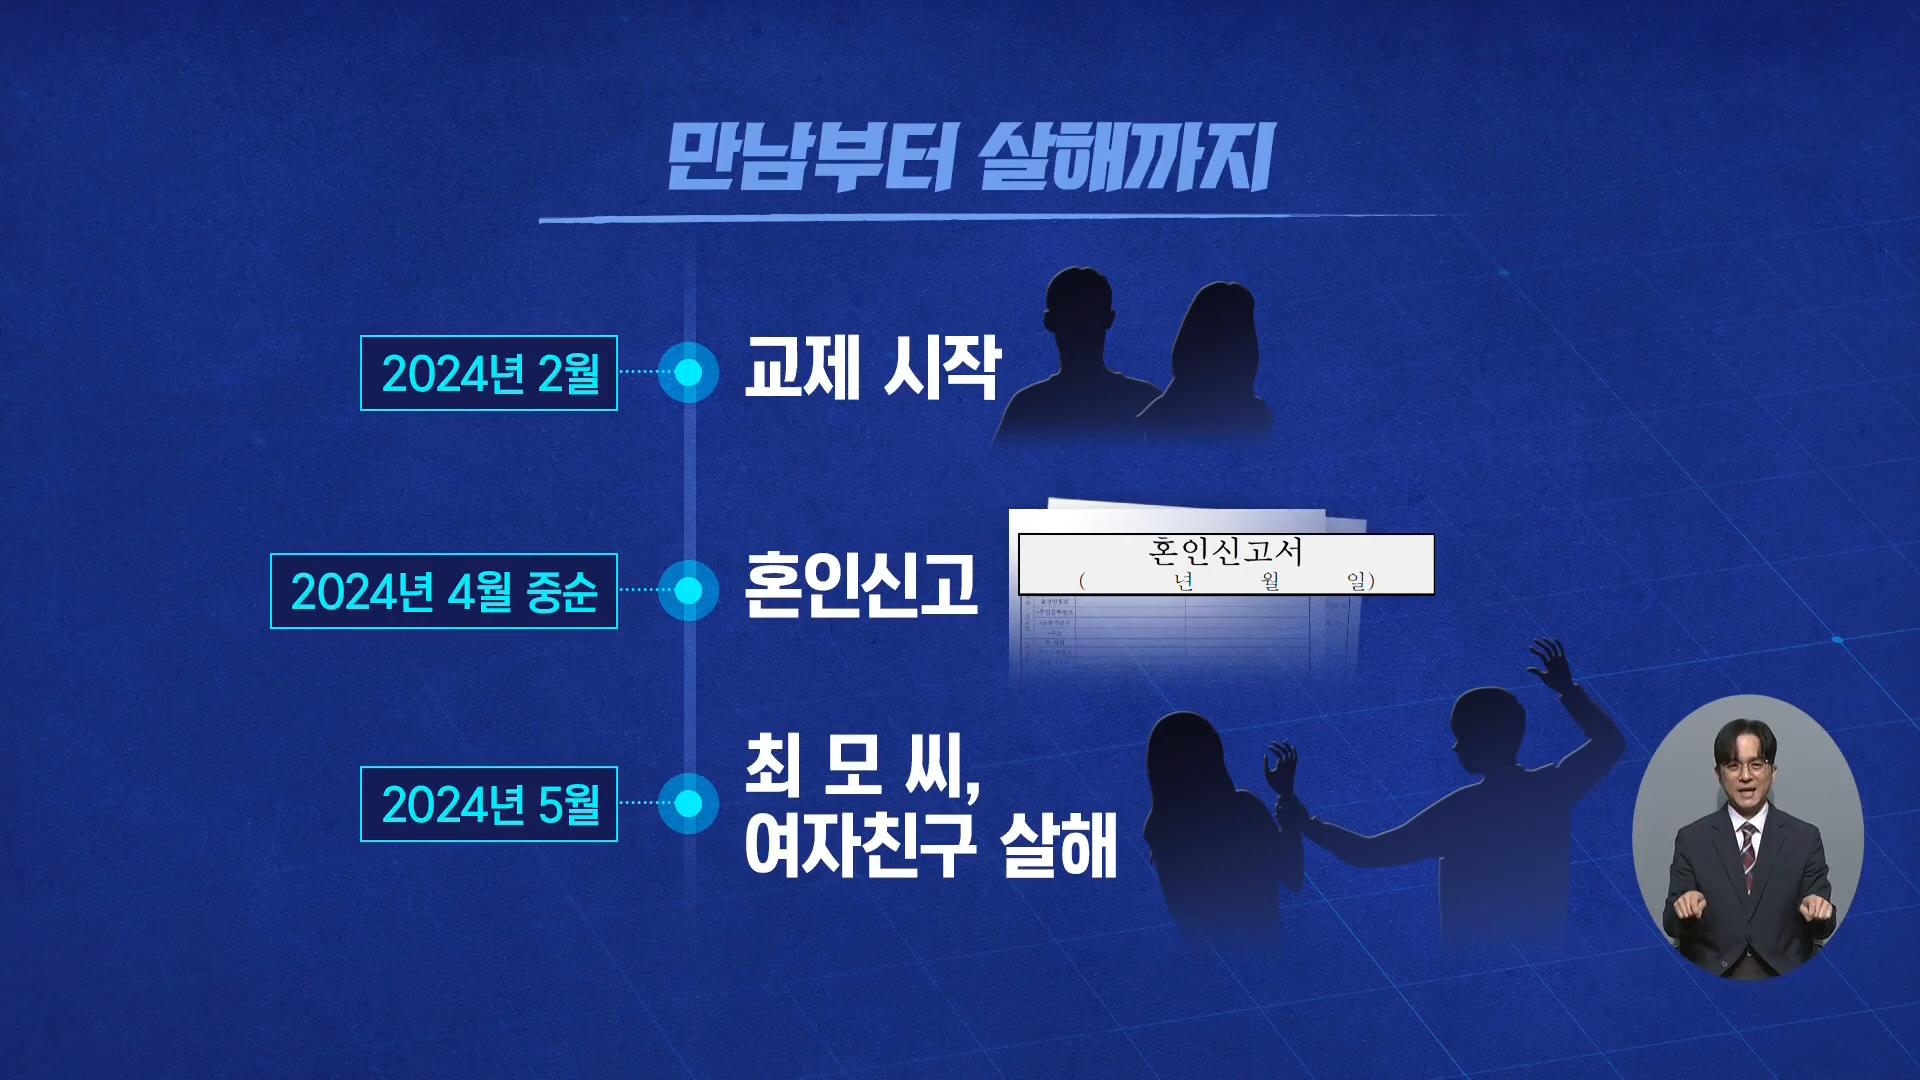 만남부터 살해까지
2024년 2월
교제 시작
2024년 4월 중순
혼인신고
혼인신고서
( 년 월 일)
2024년 5월
최 모 씨,
여자친구 살해